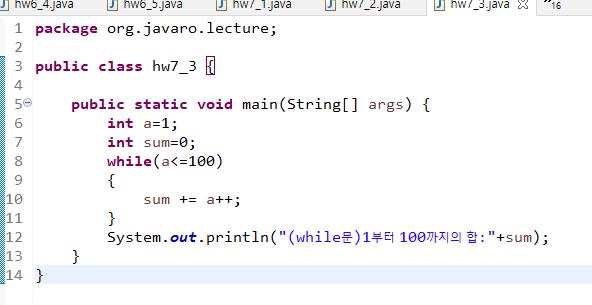 hw6_4.java hw6_5.java hw7_1.java hw7_2.java hw7_3.java »16
1 package org.javaro.lecture;
2
3 public class hw7_3 {
4
5 public static void main(String[] args) {
6 int a=1;
7 int sum=0;
8 while(a<=100)
9 {
10 sum += a++;
11 }
12 System.out.println("(while문)1부터 100까지의 합:"+sum);
13 }
14 }